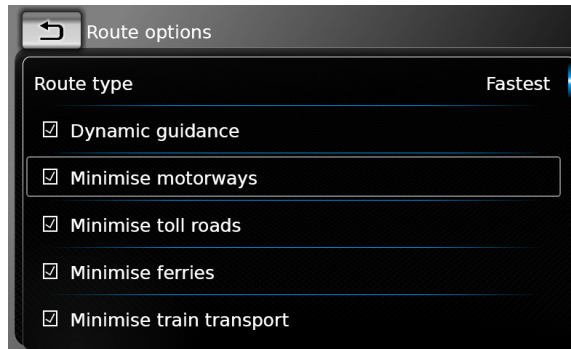 Route options
Route type Fastest
Dynamic guidance
Minimise motorways
Minimise toll roads
Minimise ferries
Minimise train transport